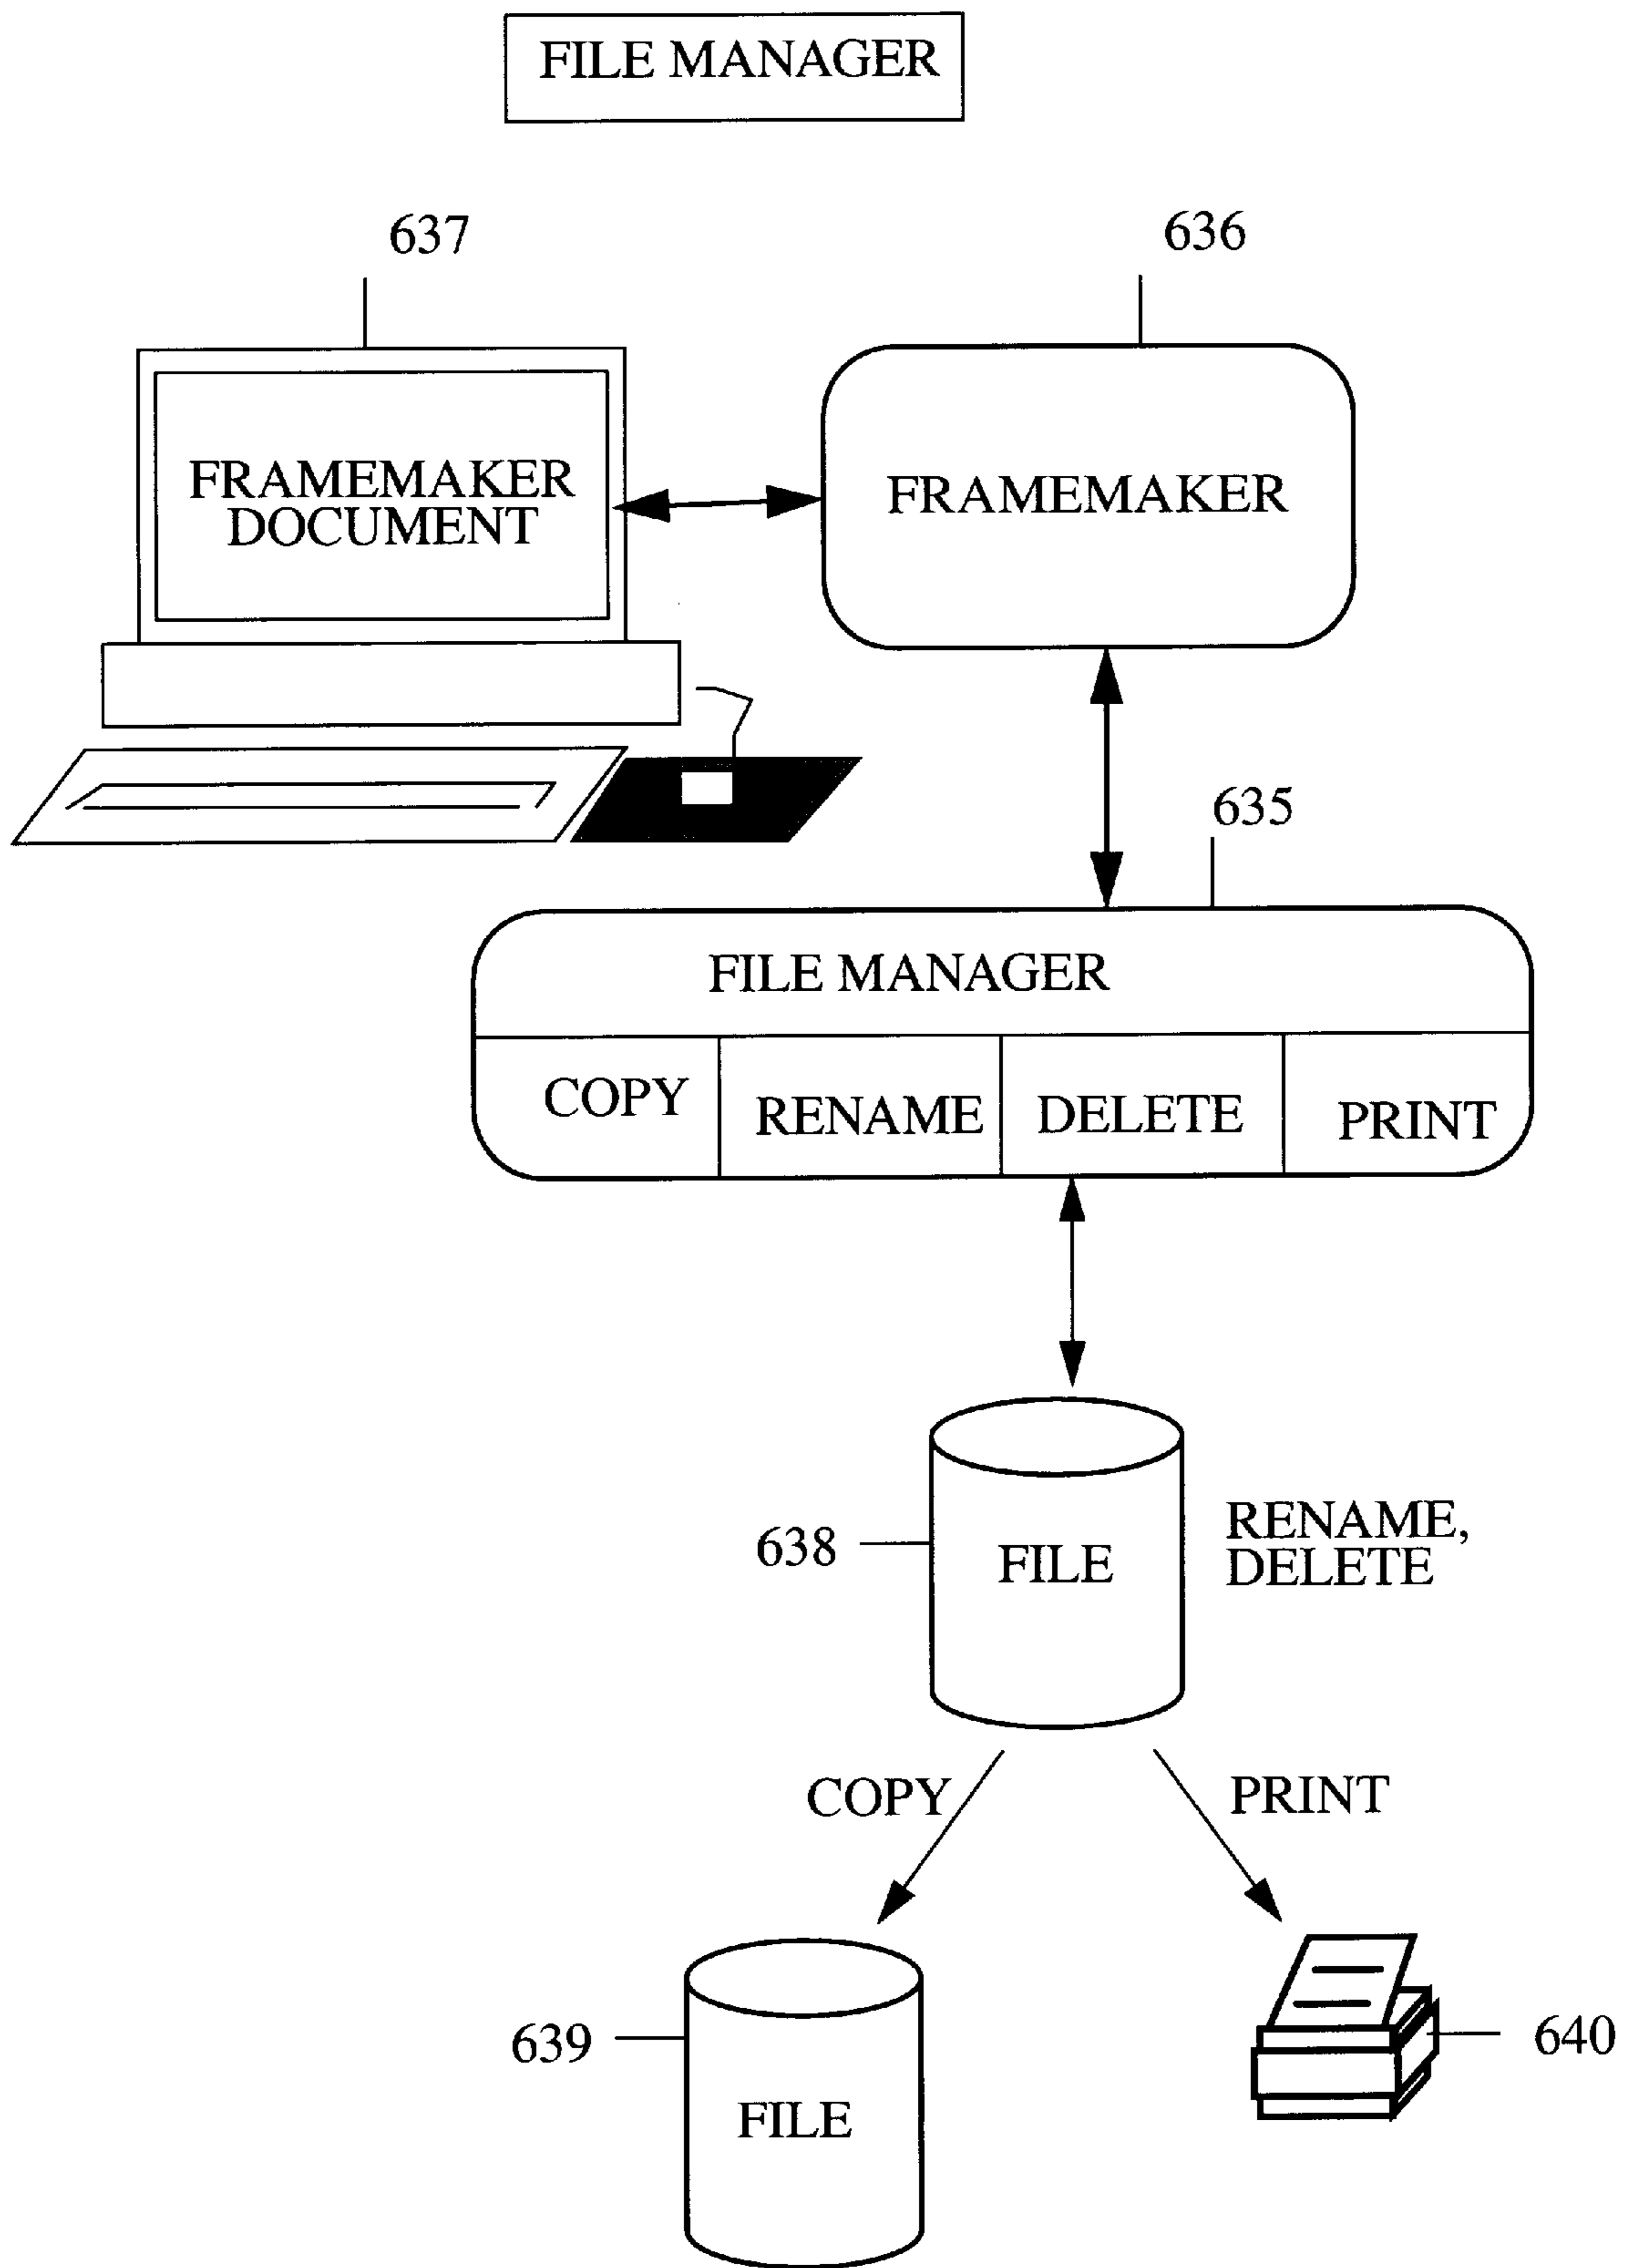 FILE MANAGER
637
636
FRAMEMAKER
DOCUMENT
FRAMEMAKER
635
FILE MANAGER
COPY
RENAME
DELETE
PRINT
638
FILE
RENAME,
DELETE
COPY
PRINT
639
FILE
640